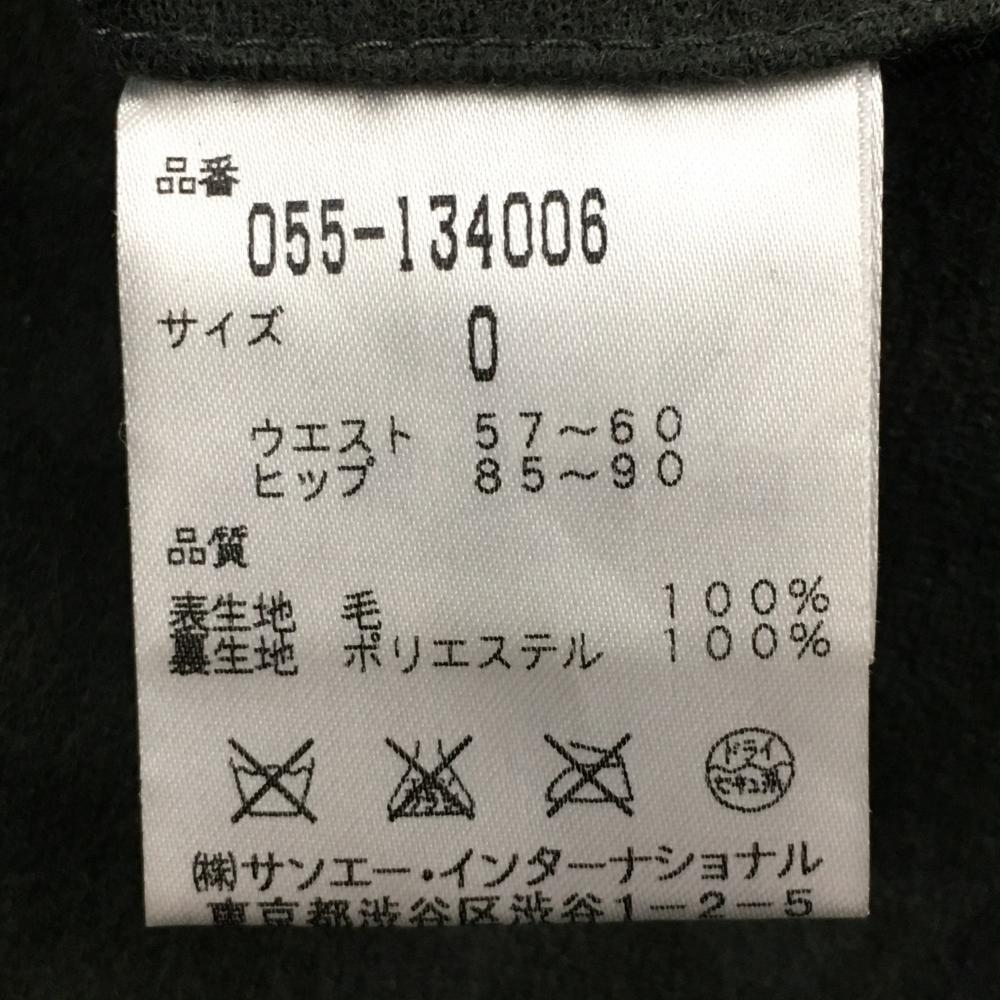 品番
055-134006
サイズ 0
ウエスト 57〜60
ヒップ 85〜90
品質
表生地 毛 100%
裏生地 ポリエステル 100%
ドライ
セキユ系
㈱サンエー・インターナショナル
東京都渋谷区渋谷1-2-5